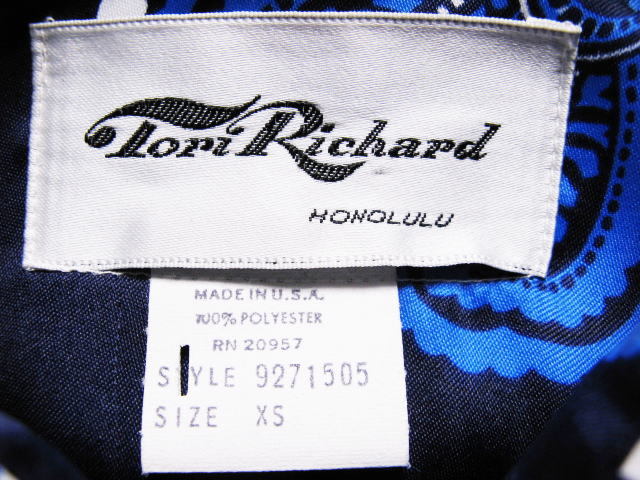 Tori Richard
HONOLULU
MADE IN U.S.A.
100% POLYESTER
RN 20957
STYLE 9271505
SIZE XS